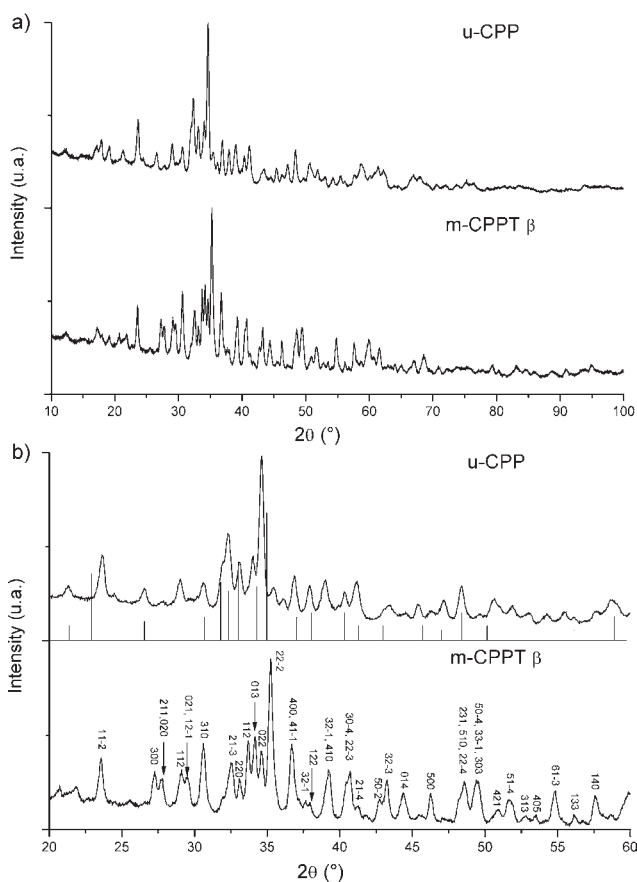 a)
u-CPP
m-CPPT β
Intensity (u.a.)
10 20 30 40 50 60 70 75 80 85 90 95 100
2θ (°)
b)
u-CPP
m-CPPT β
Intensity (u.a.)
11-2
300
211,020
112
021, 12-1
310
21-3
220
112
013
022
22-2
400, 41-1
32-1
122
32-1, 410
30-4, 22-3
21-4
50-2
32-3
014
500
231, 510, 22-4
50-4, 33-1, 303
421
51-4
313
405
61-3
133
140
20 25 30 35 40 45 50 55 60
2θ (°)